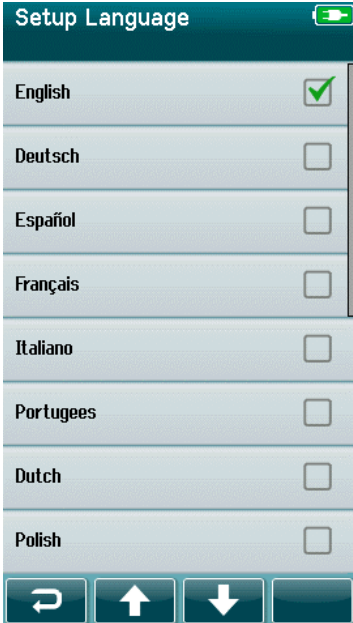 Setup Language
English
Deutsch
Español
Français
Italiano
Portugees
Dutch
Polish